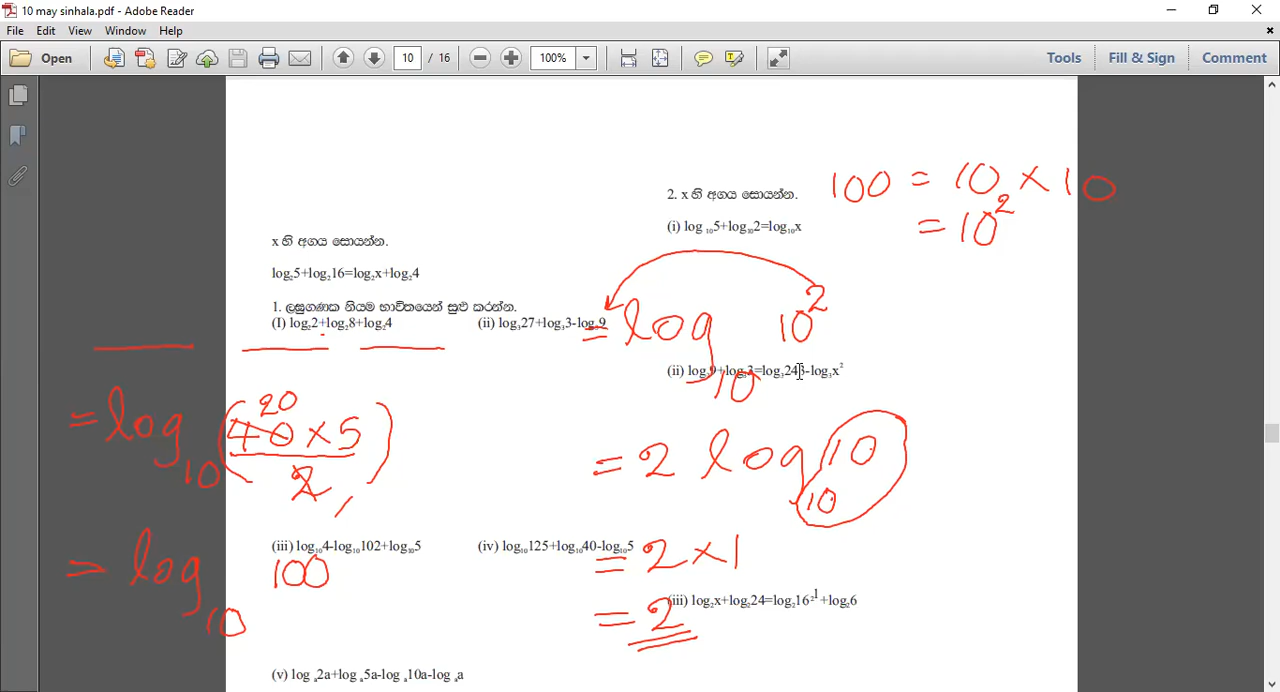 10 may sinhala.pdf - Adobe Reader
File Edit View Window Help
Open 10 / 16 100% Tools Fill & Sign Comment
x හි අගය සොයන්න.
log₂5+log₂16=log₂x+log₂4
1. ලඝුගණක නියම භාවිතයෙන් සුළු කරන්න.
(I) log₂2+log₂8+log₂4 (ii) log₃27+log₃3-log₃9
= log₁₀ (40 20 × 5 / 2)
(iii) log₁₀4-log₁₀102+log₁₀5 (iv) log₁₀125+log₁₀40-log₁₀5
= log₁₀ 100
(v) log ₐ2a+log ₐ5a-log ₐ10a-log ₐa
2. x හි අගය සොයන්න.
100 = 10 × 10
= 10²
(i) log ₁₀5+log₁₀2=log₁₀x
= log₁₀ 10²
(ii) log₃9+log₃3=log₃243-log₃x²
= 2 log₁₀ 10
= 2 × 1
(iii) log₂x+log₂24=log₂16 +log₂6
= 2